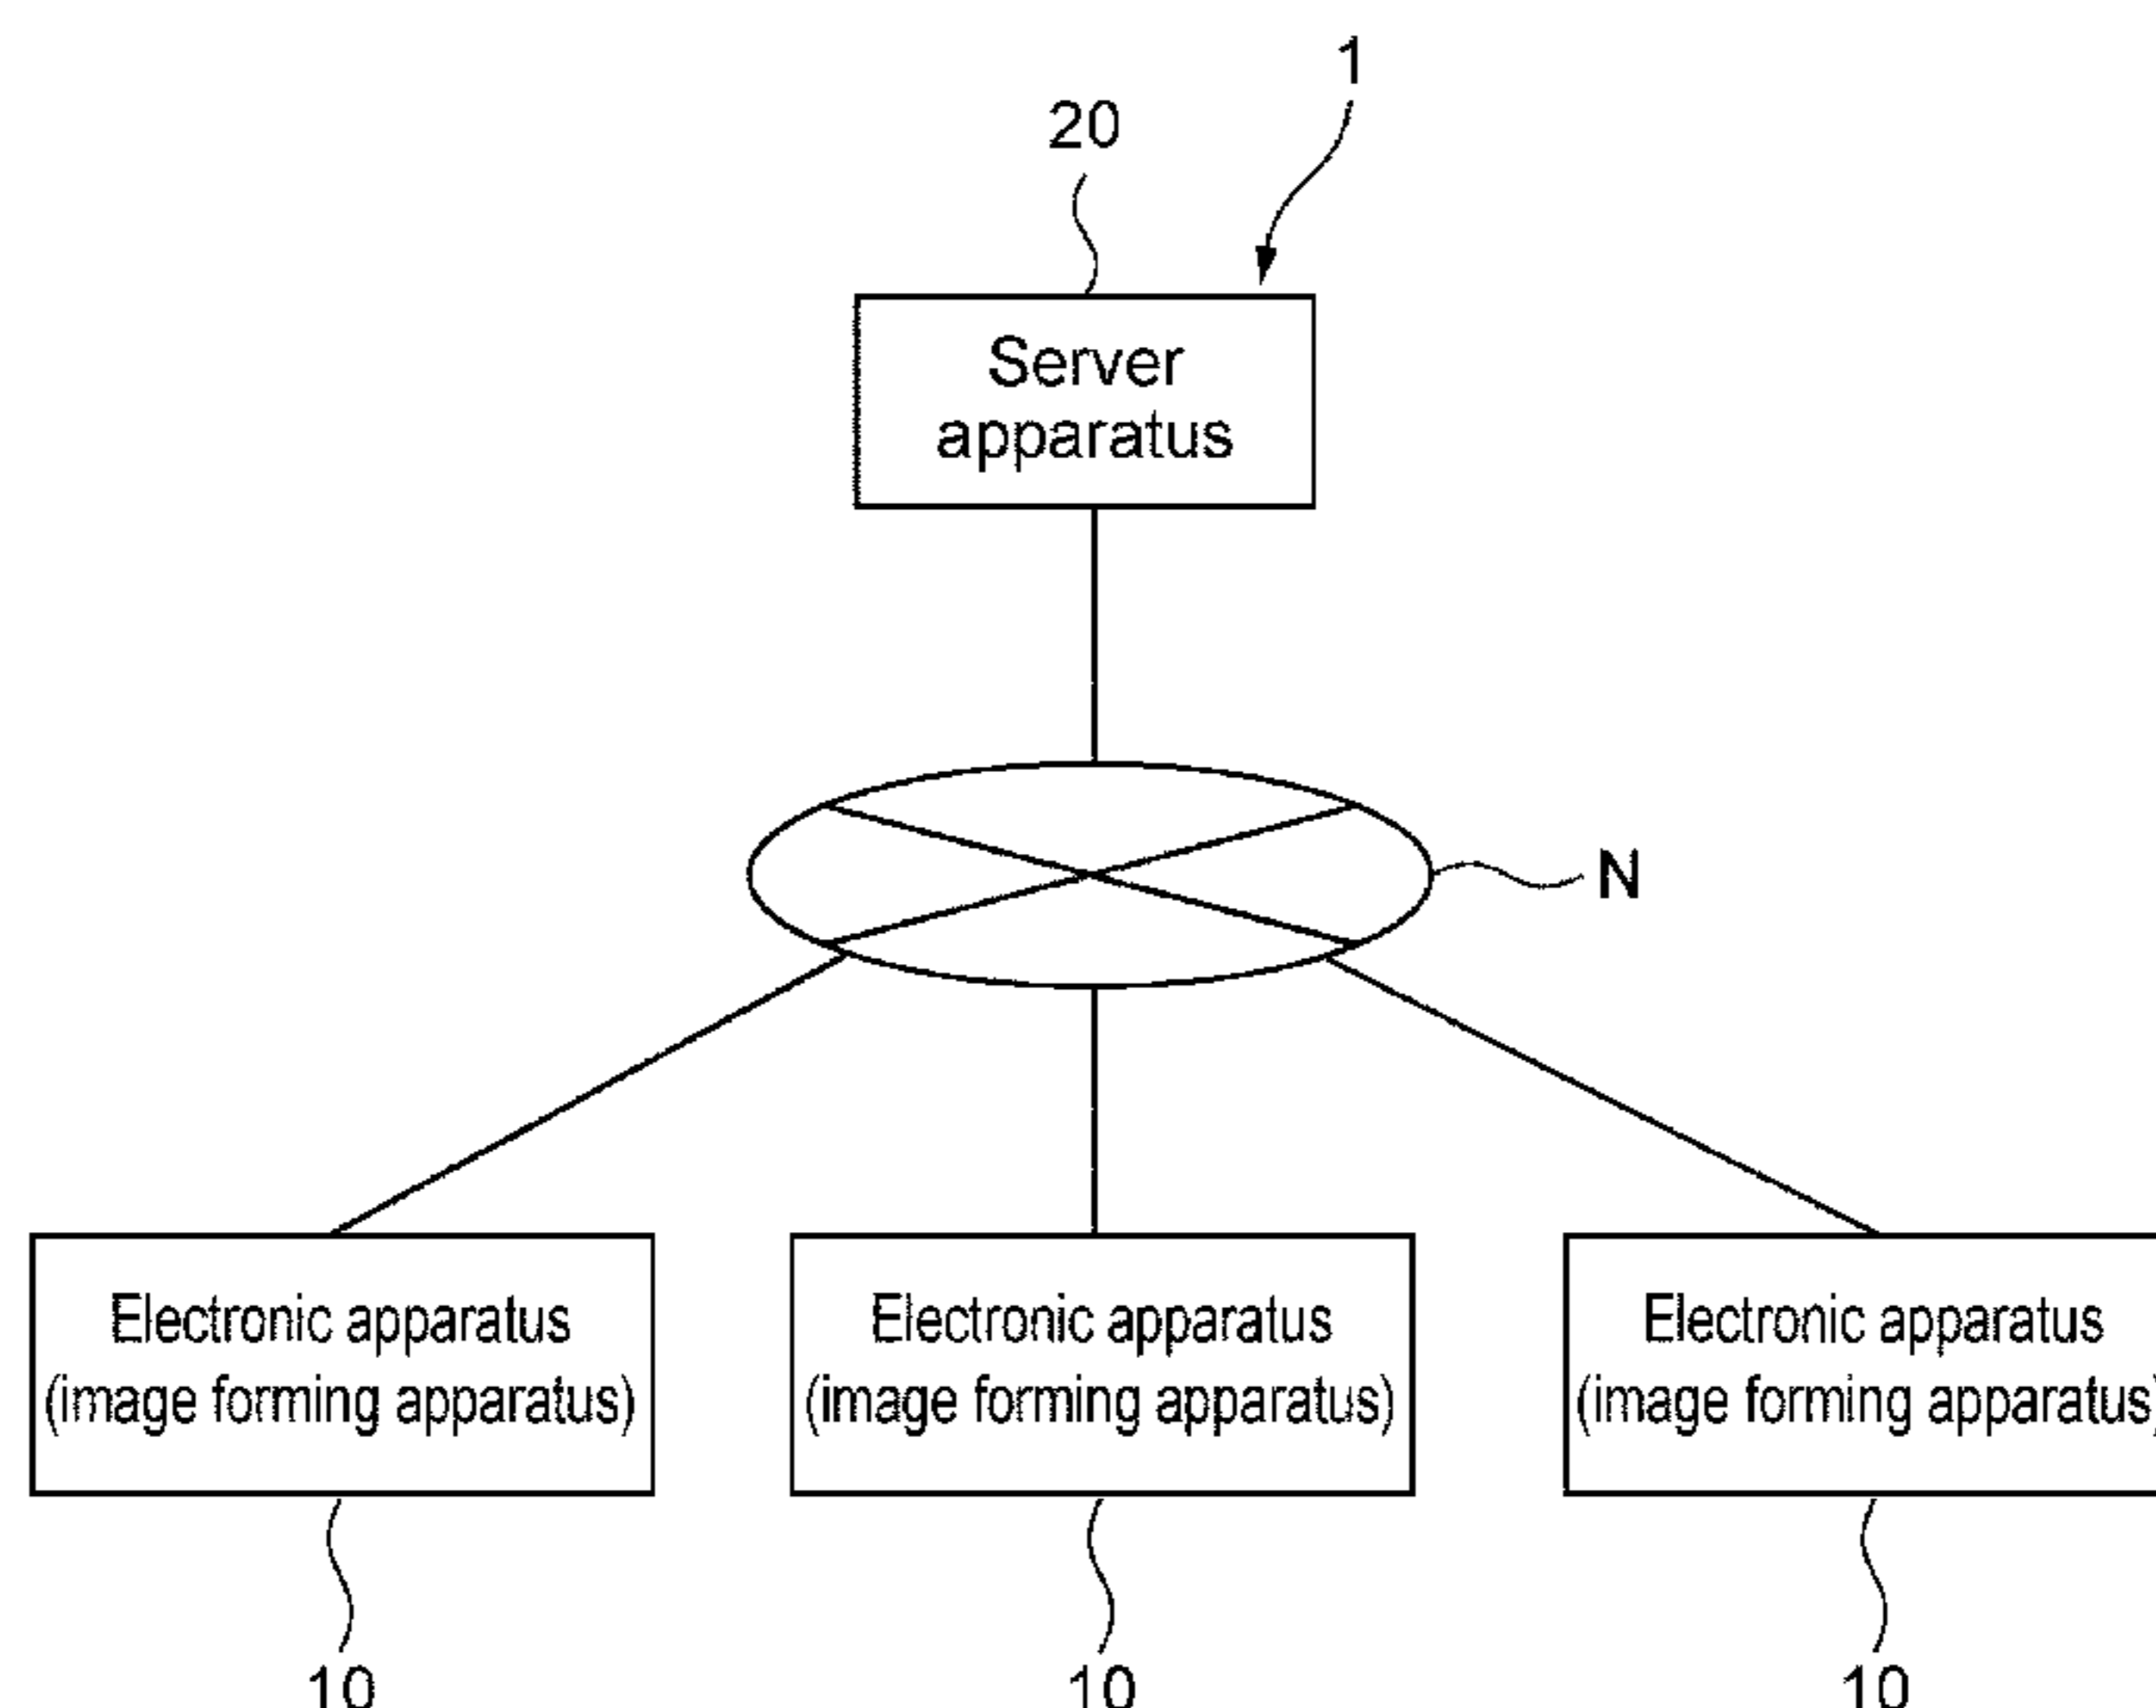 1
20
Server
apparatus
N
Electronic apparatus
(image forming apparatus)
Electronic apparatus
(image forming apparatus)
Electronic apparatus
(image forming apparatus)
10
10
10